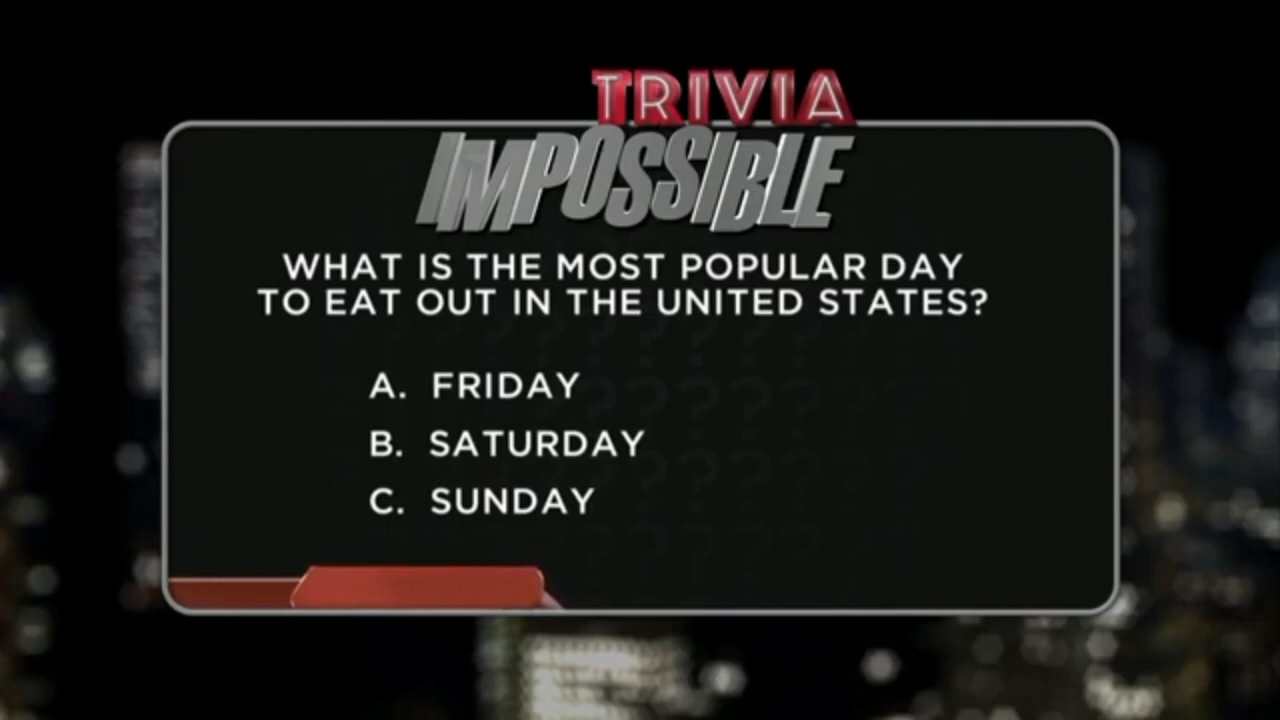 TRIVIA
IMPOSSIBLE
WHAT IS THE MOST POPULAR DAY
TO EAT OUT IN THE UNITED STATES?
A. FRIDAY
B. SATURDAY
C. SUNDAY